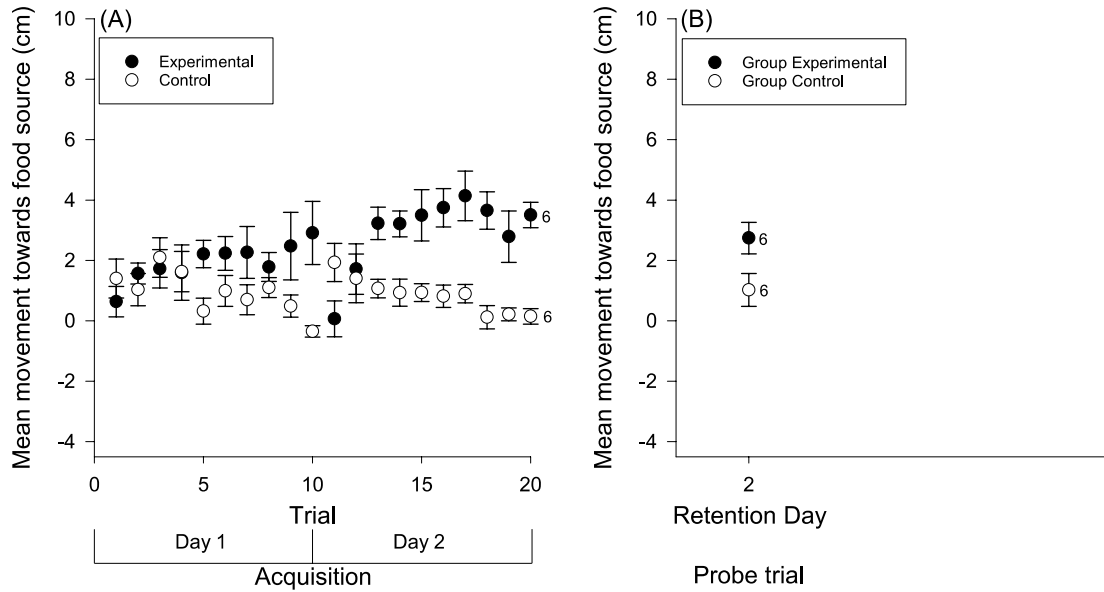 (A)
Mean movement towards food source (cm)
10
8
6
4
2
0
-2
-4
Experimental
Control
6
6
0
5
10
15
20
Trial
Day 1
Day 2
Acquisition
(B)
Mean movement towards food source (cm)
10
8
6
4
2
0
-2
-4
Group Experimental
Group Control
6
6
2
Retention Day
Probe trial